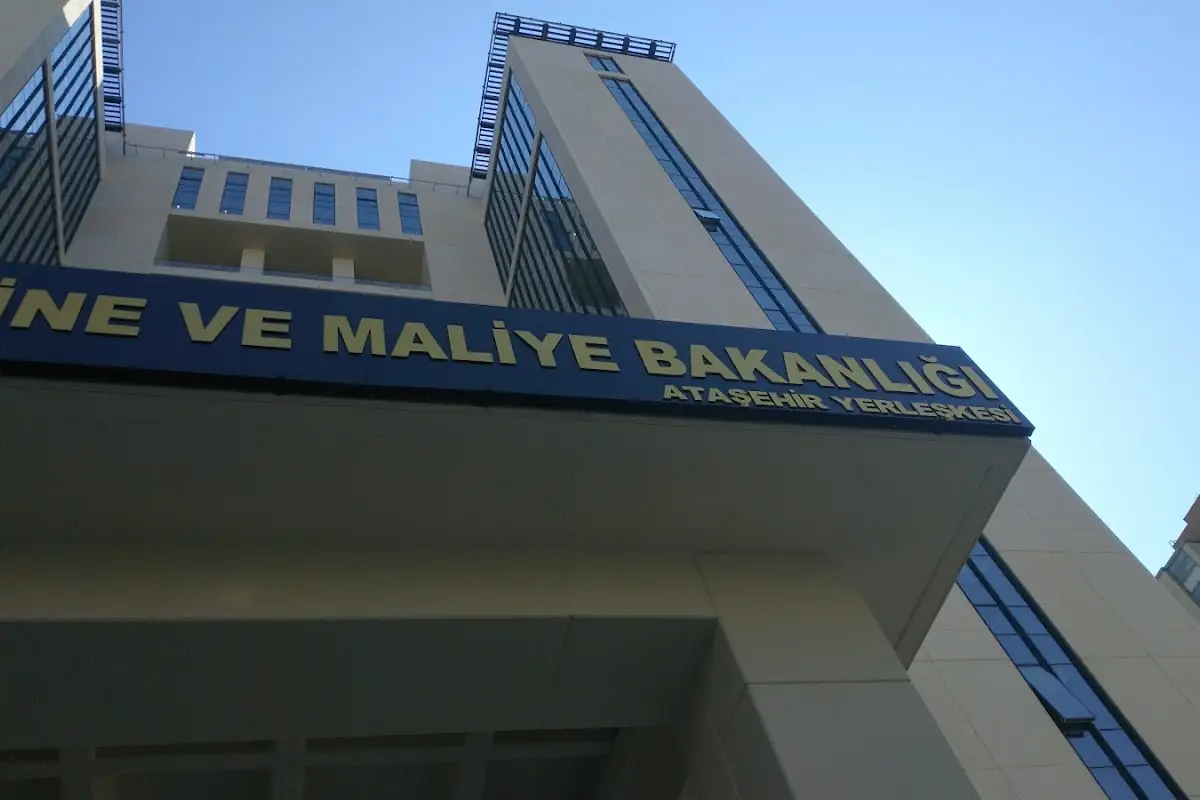 İNE VE MALİYE BAKANLIĞI
ATAŞEHİR YERLEŞKESİ